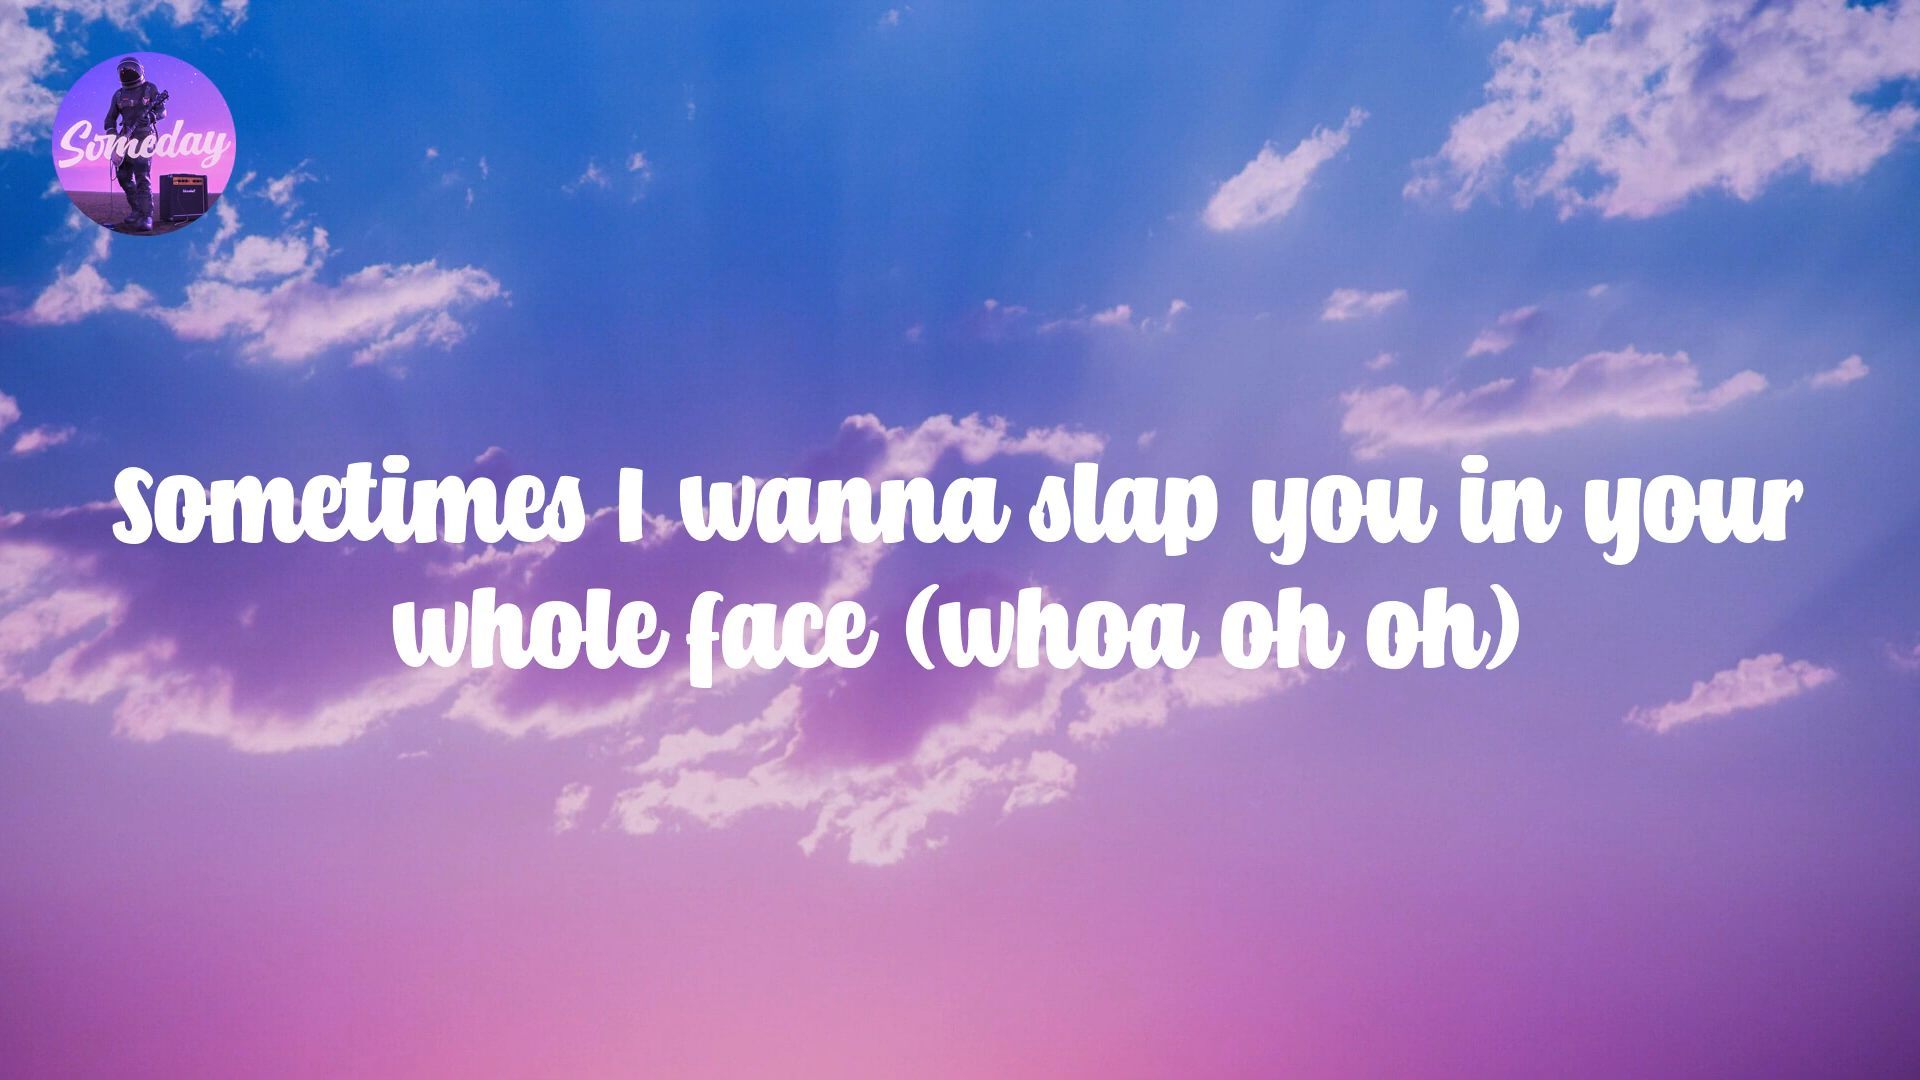 Someday
Sometimes I wanna slap you in your
whole face (whoa oh oh)